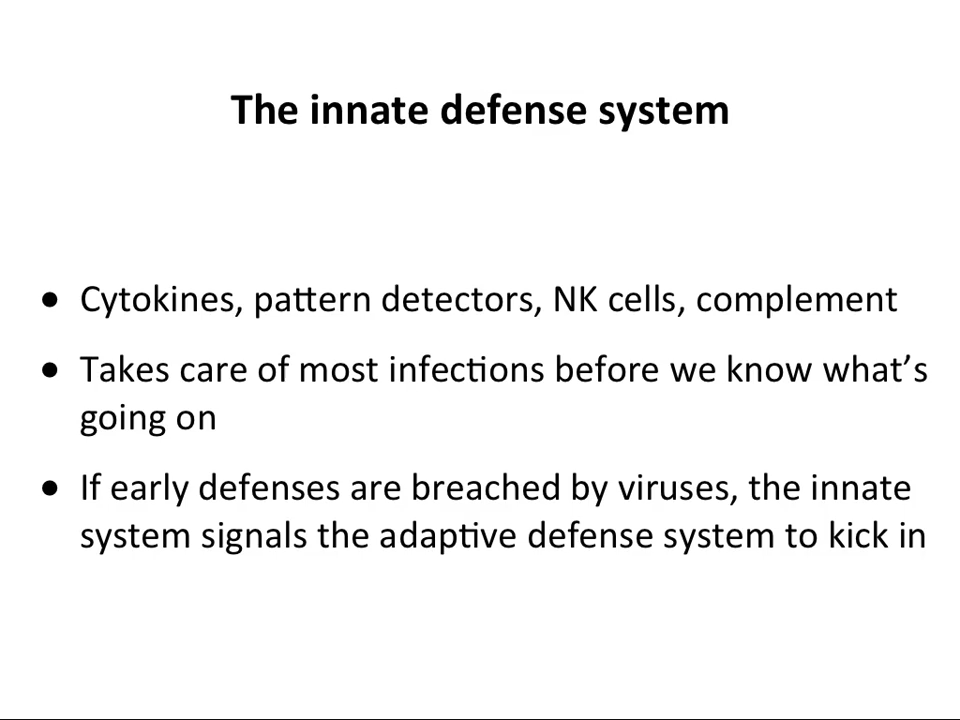 The innate defense system
• Cytokines, pattern detectors, NK cells, complement
• Takes care of most infections before we know what’s
going on
• If early defenses are breached by viruses, the innate
system signals the adaptive defense system to kick in